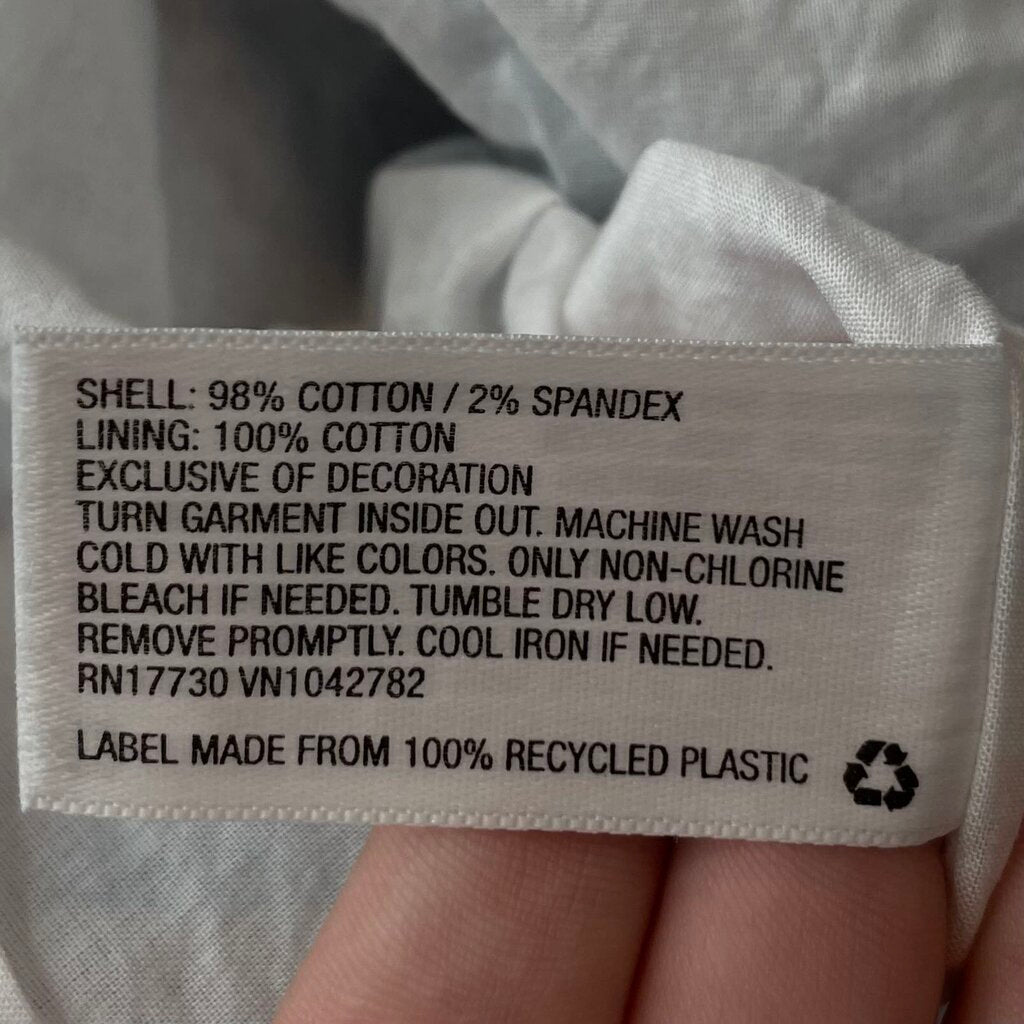 SHELL: 98% COTTON / 2% SPANDEX
LINING: 100% COTTON
EXCLUSIVE OF DECORATION
TURN GARMENT INSIDE OUT. MACHINE WASH
COLD WITH LIKE COLORS. ONLY NON-CHLORINE
BLEACH IF NEEDED. TUMBLE DRY LOW.
REMOVE PROMPTLY. COOL IRON IF NEEDED.
RN17730 VN1042782
LABEL MADE FROM 100% RECYCLED PLASTIC